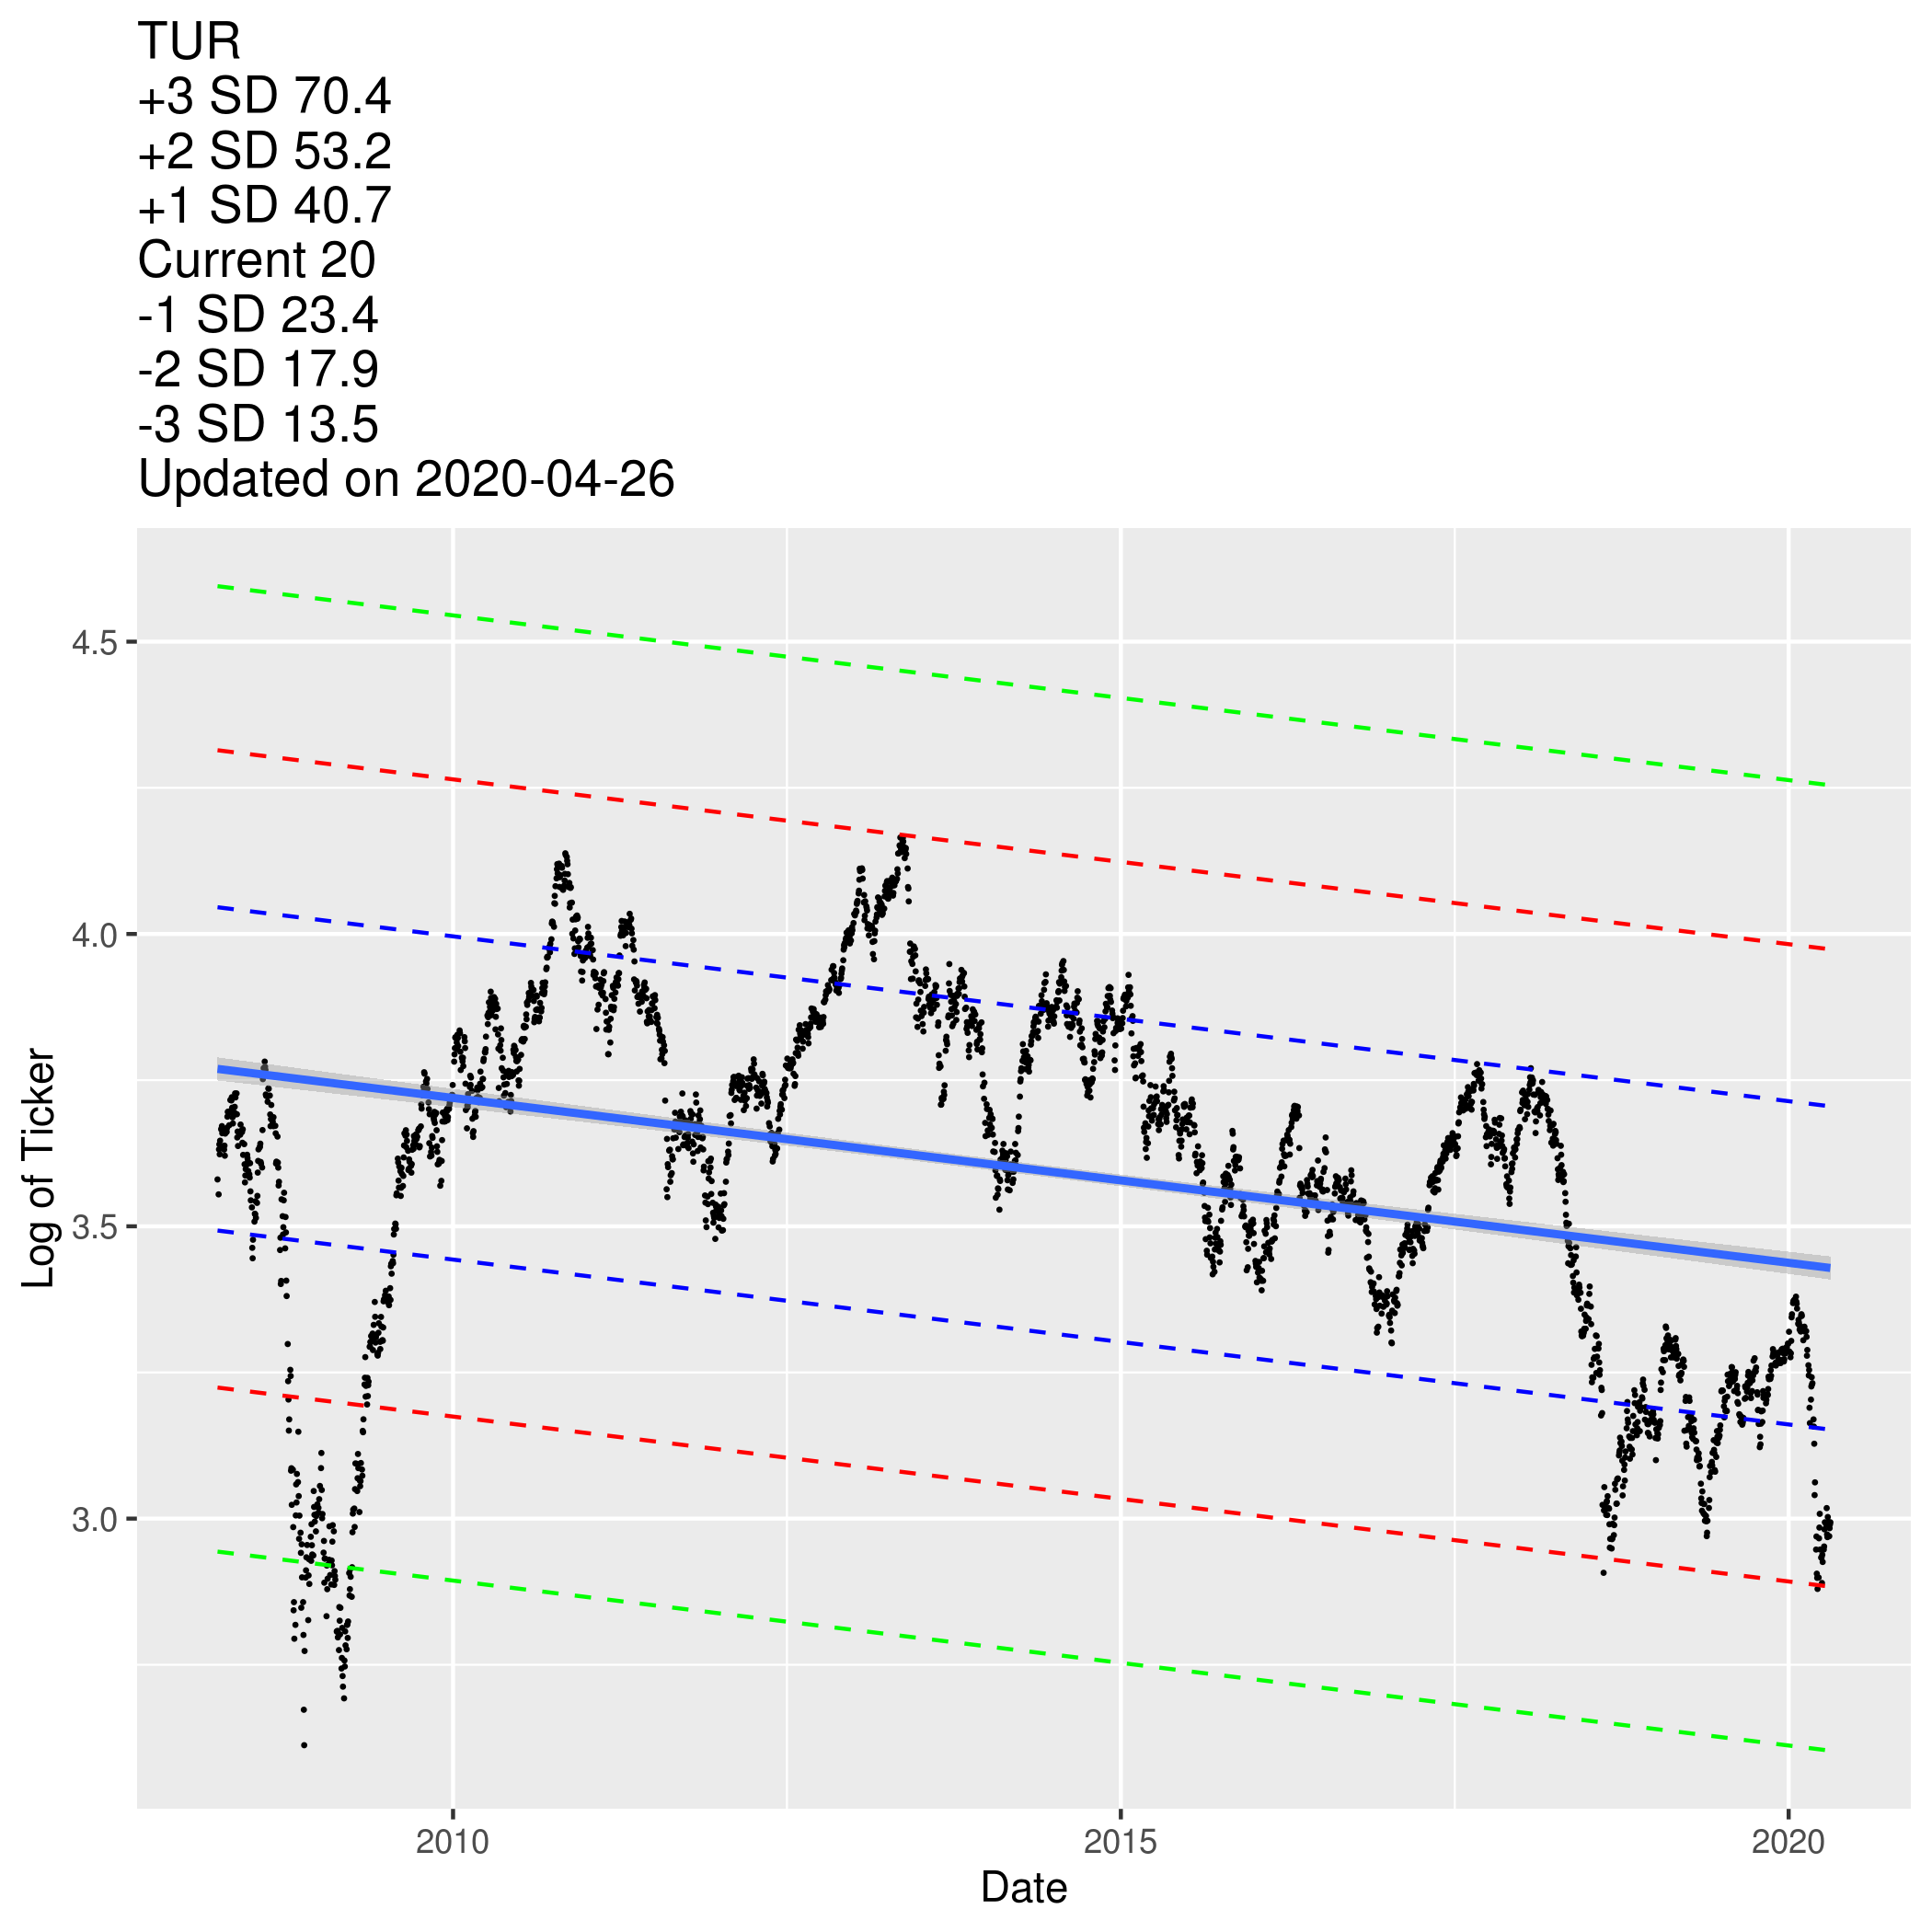 TUR
+3 SD 70.4
+2 SD 53.2
+1 SD 40.7
Current 20
-1 SD 23.4
-2 SD 17.9
-3 SD 13.5
Updated on 2020-04-26
4.5
4.0
3.5
3.0
Log of Ticker
2010 2015 2020
Date